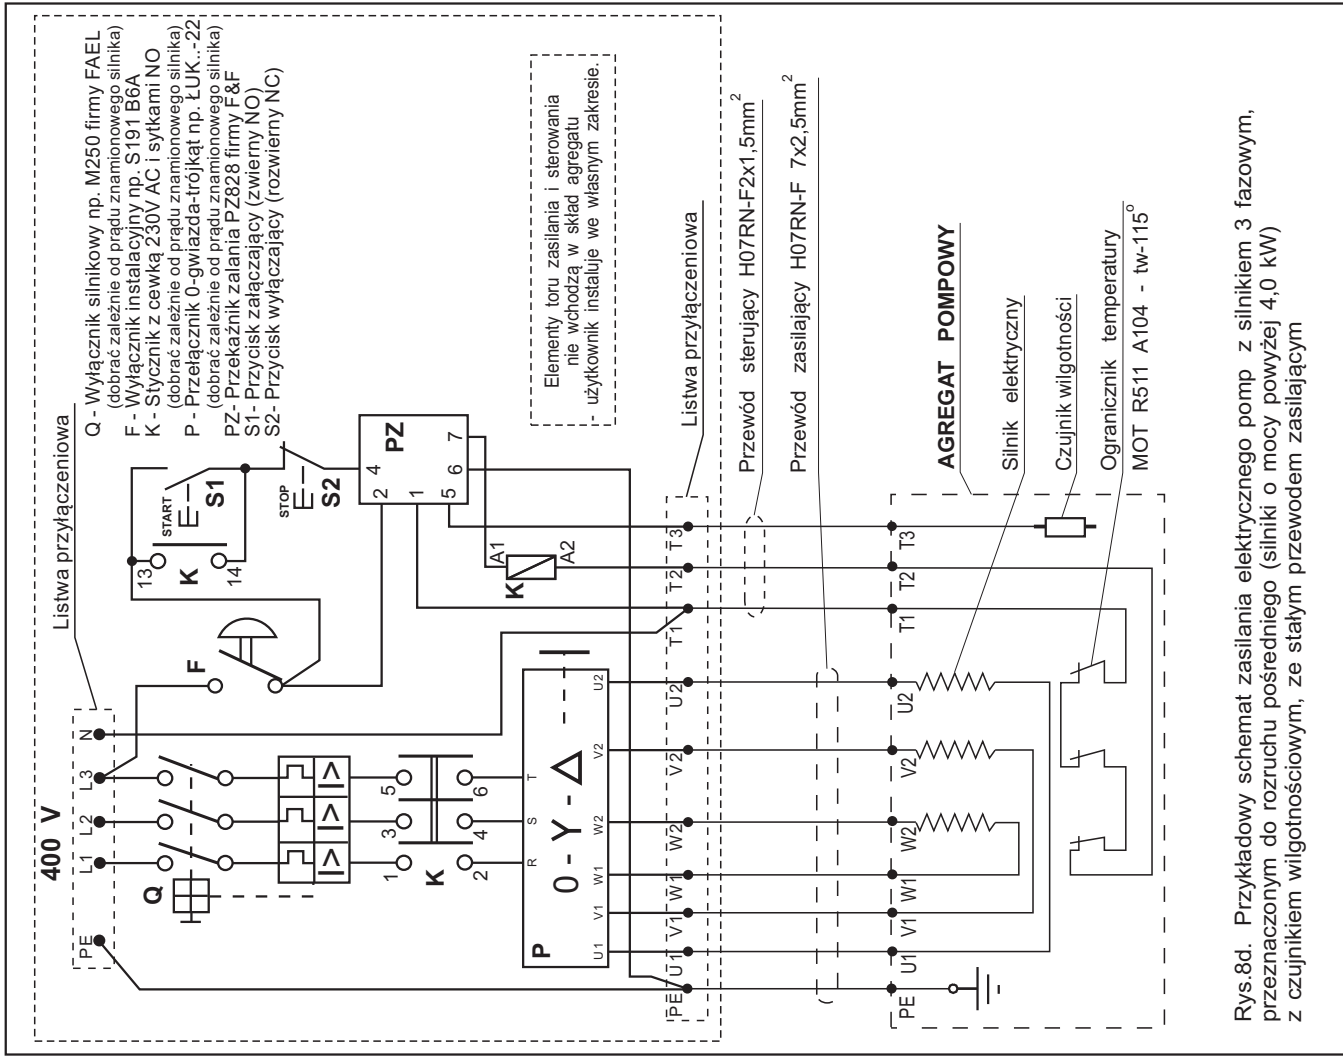 400 V
PE
L1
L2
L3
N
Listwa przyłączeniowa
Q - Wyłącznik silnikowy np. M250 firmy FAEL
(dobrać zależnie od prądu znamionowego silnika)
F - Wyłącznik instalacyjny np. S191 B6A
K - Stycznik z cewką 230V AC i sytkami NO
(dobrać zależnie od prądu znamionowego silnika)
P - Przełącznik 0-gwiazda-trójkąt np. ŁUK..-22
(dobrać zależnie od prądu znamionowego silnika)
PZ- Przekaźnik zalania PZ828 firmy F&F
S1- Przycisk załączający (zwierny NO)
S2- Przycisk wyłączający (rozwierny NC)
Q
I>
I>
I>
F
13
K
14
START
S1
STOP
S2
1
3
5
K
2
4
6
PZ
4
2
7
1
6
5
R
S
T
P
0 - Y - Δ
U1
V1
W1
W2
V2
U2
A1
K
A2
Elementy toru zasilania i sterowania
nie wchodzą w skład agregatu
- użytkownik instaluje we własnym zakresie.
PE
U1
V1
W1
W2
V2
U2
T1
T2
T3
Listwa przyłączeniowa
Przewód sterujący H07RN-F2x1,5mm²
Przewód zasilający H07RN-F 7x2,5mm²
PE
U1
V1
W1
W2
V2
U2
T1
T2
T3
AGREGAT POMPOWY
Silnik elektryczny
Czujnik wilgotności
Ogranicznik temperatury
MOT R511 A104 - tw-115°
Rys.8d. Przykładowy schemat zasilania elektrycznego pomp z silnikiem 3 fazowym,
przeznaczonym do rozruchu pośredniego (silniki o mocy powyżej 4,0 kW)
z czujnikiem wilgotnościowym, ze stałym przewodem zasilającym